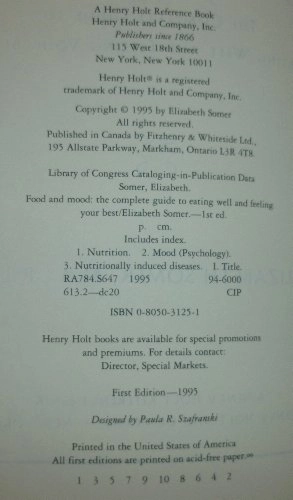 A Henry Holt Reference Book
Henry Holt and Company, Inc.
Publishers since 1866
115 West 18th Street
New York, New York 10011
Henry Holt® is a registered
trademark of Henry Holt and Company, Inc.
Copyright © 1995 by Elizabeth Somer
All rights reserved.
Published in Canada by Fitzhenry & Whiteside Ltd.,
195 Allstate Parkway, Markham, Ontario L3R 4T8.
Library of Congress Cataloging-in-Publication Data
Somer, Elizabeth.
Food and mood: the complete guide to eating well and feeling
your best/Elizabeth Somer.—1st ed.
p. cm.
Includes index.
1. Nutrition. 2. Mood (Psychology).
3. Nutritionally induced diseases. 1. Title.
RA784.S647 1995 94-6000
613.2—dc20 CIP
ISBN 0-8050-3125-1
Henry Holt books are available for special promotions
and premiums. For details contact:
Director, Special Markets.
First Edition—1995
Designed by Paula R. Szafranski
Printed in the United States of America
All first editions are printed on acid-free paper.∞
1 3 5 7 9 10 8 6 4 2